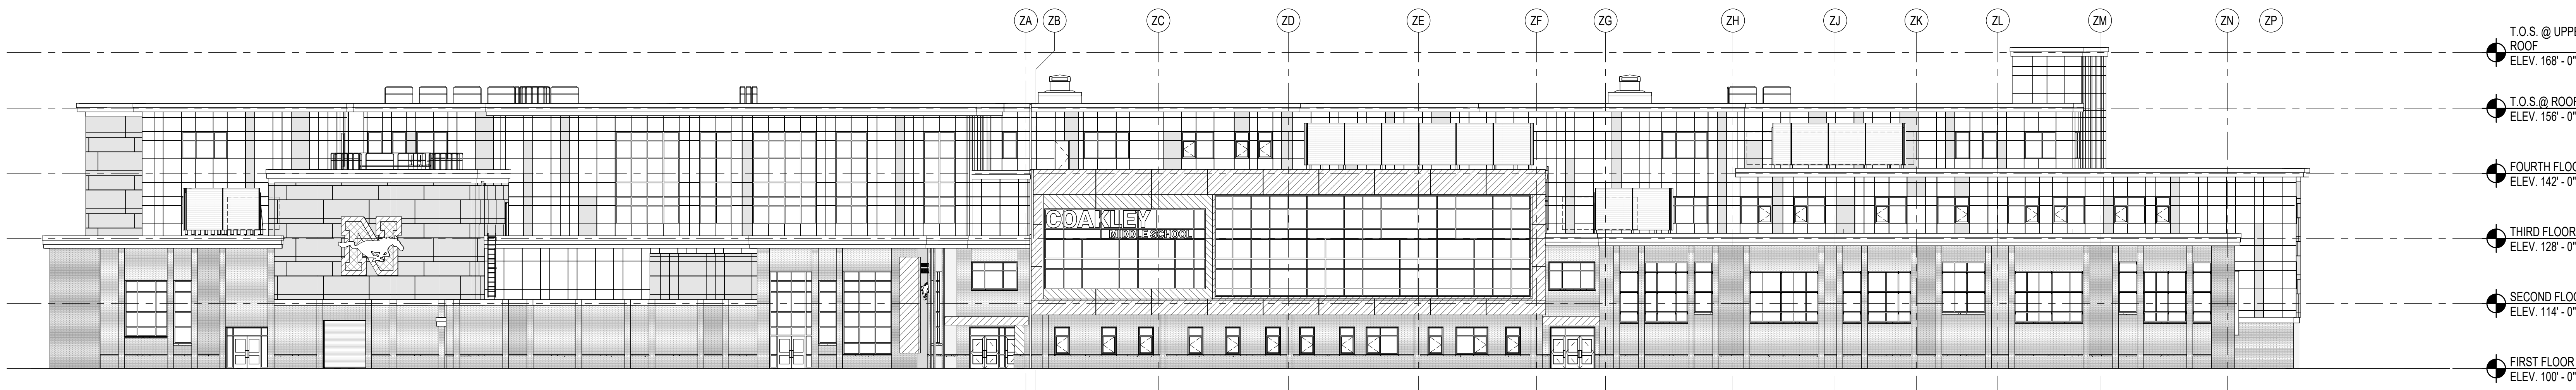 ZA ZB ZC ZD ZE ZF ZG ZH ZJ ZK ZL ZM ZN ZP
T.O.S. @ UPPE
ROOF
ELEV. 168' - 0"
T.O.S.@ ROOF
ELEV. 156' - 0"
FOURTH FLOO
ELEV. 142' - 0"
THIRD FLOOR
ELEV. 128' - 0"
SECOND FLOO
ELEV. 114' - 0"
FIRST FLOOR
ELEV. 100' - 0"
N
COAKLEY
MIDDLE SCHOOL